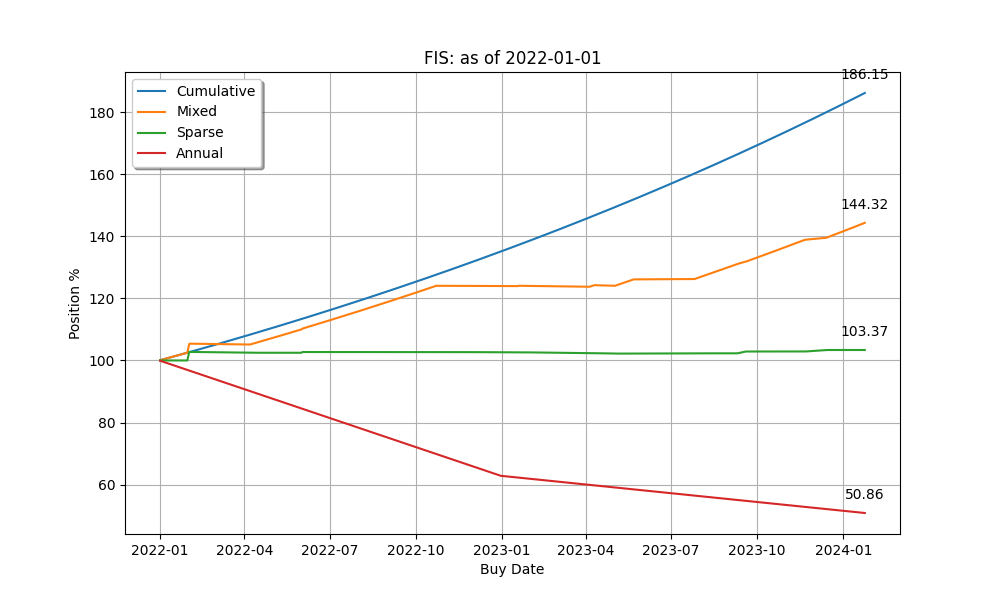 FIS: as of 2022-01-01
186.15
Cumulative
Mixed
Sparse
Annual
180
160
144.32
140
120
103.37
100
80
60
50.86
Position %
2022-01 2022-04 2022-07 2022-10 2023-01 2023-04 2023-07 2023-10 2024-01
Buy Date